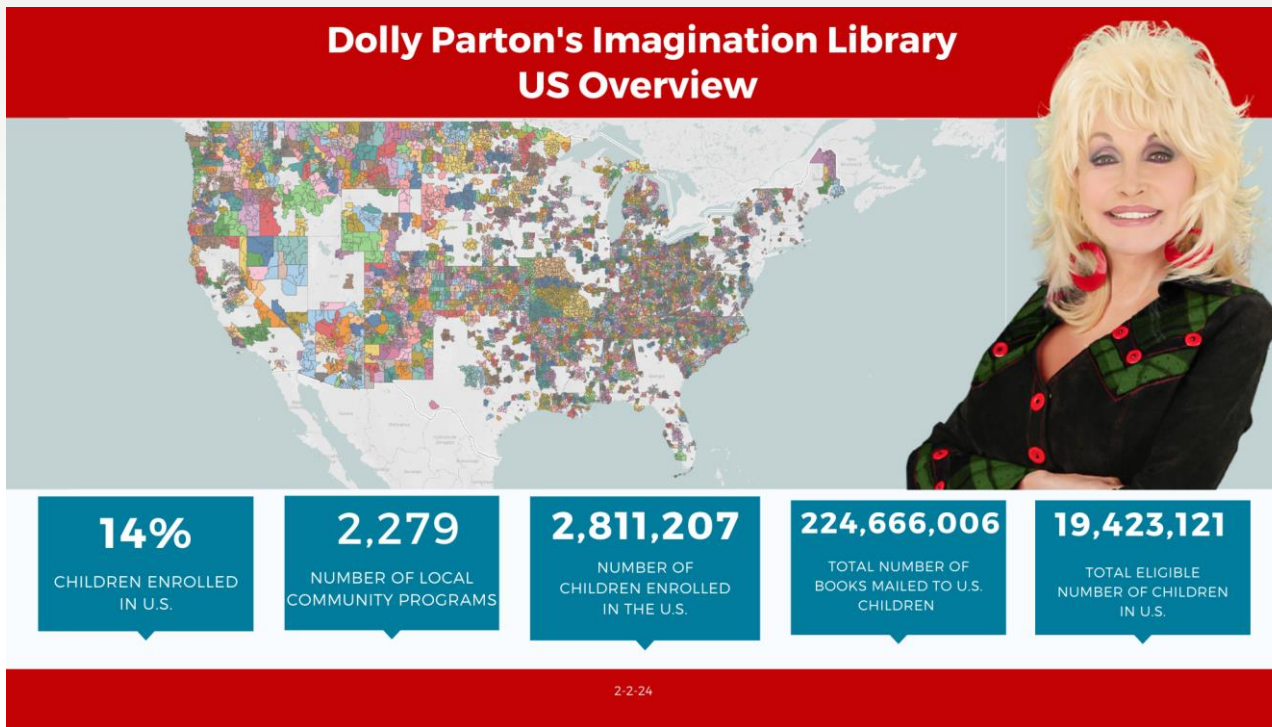 Dolly Parton's Imagination Library
US Overview
Georgia
14%
CHILDREN ENROLLED
IN U.S.
2,279
NUMBER OF LOCAL
COMMUNITY PROGRAMS
2,811,207
NUMBER OF
CHILDREN ENROLLED
IN THE U.S.
224,666,006
TOTAL NUMBER OF
BOOKS MAILED TO U.S.
CHILDREN
19,423,121
TOTAL ELIGIBLE
NUMBER OF CHILDREN
IN U.S.
2-2-24